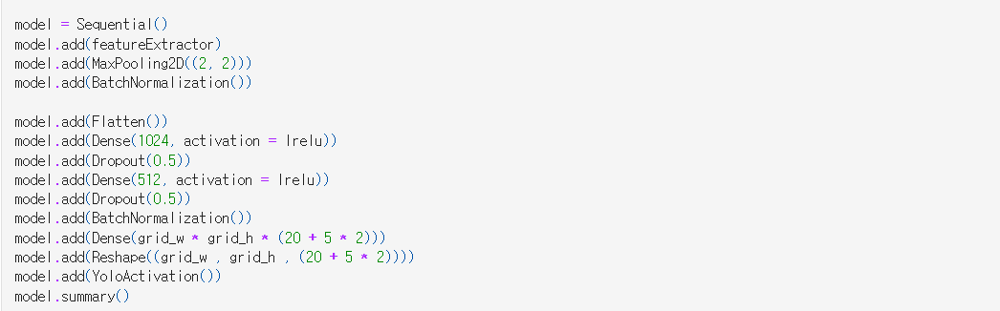 model = Sequential()
model.add(featureExtractor)
model.add(MaxPooling2D((2, 2)))
model.add(BatchNormalization())
model.add(Flatten())
model.add(Dense(1024, activation = lrelu))
model.add(Dropout(0.5))
model.add(Dense(512, activation = lrelu))
model.add(Dropout(0.5))
model.add(BatchNormalization())
model.add(Dense(grid_w * grid_h * (20 + 5 * 2)))
model.add(Reshape((grid_w , grid_h , (20 + 5 * 2))))
model.add(YoloActivation())
model.summary()